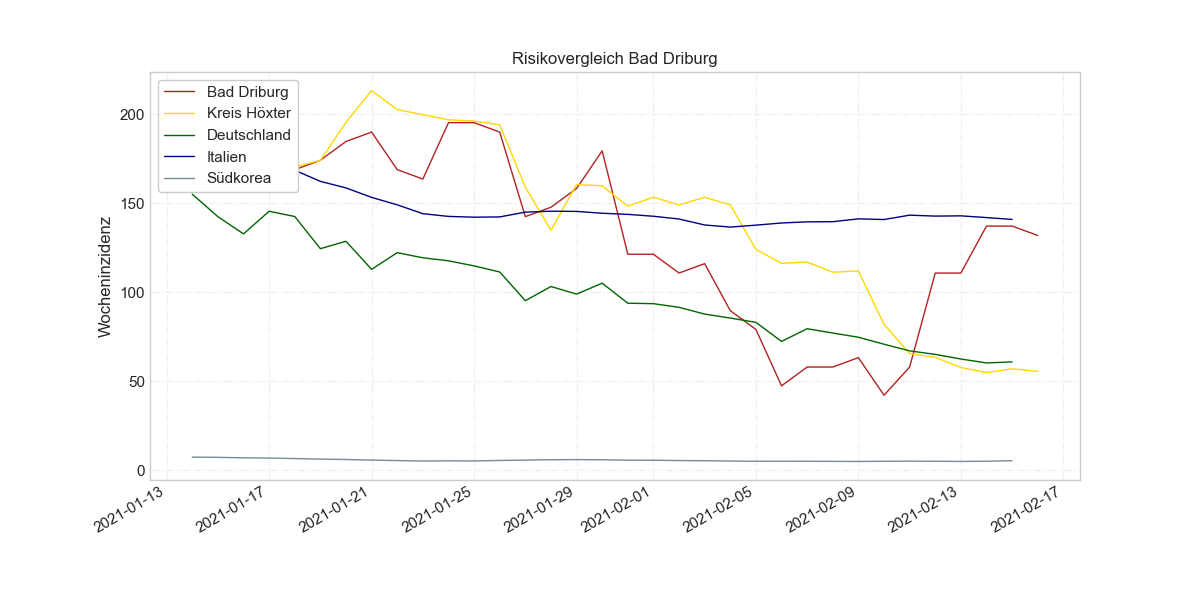 Risikovergleich Bad Driburg
Bad Driburg
Kreis Höxter
Deutschland
Italien
Südkorea
Wocheninzidenz
200
150
100
50
0
2021-01-13
2021-01-17
2021-01-21
2021-01-25
2021-01-29
2021-02-01
2021-02-05
2021-02-09
2021-02-13
2021-02-17